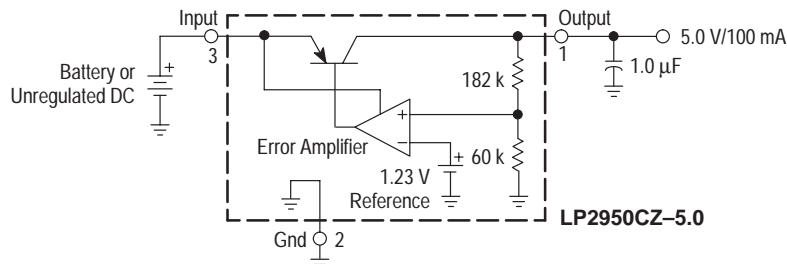 Input
3
Output
1
5.0 V/100 mA
Battery or
Unregulated DC
+
182 k
1.0 µF
Error Amplifier
+
−
60 k
+
1.23 V
Reference
LP2950CZ–5.0
Gnd
2